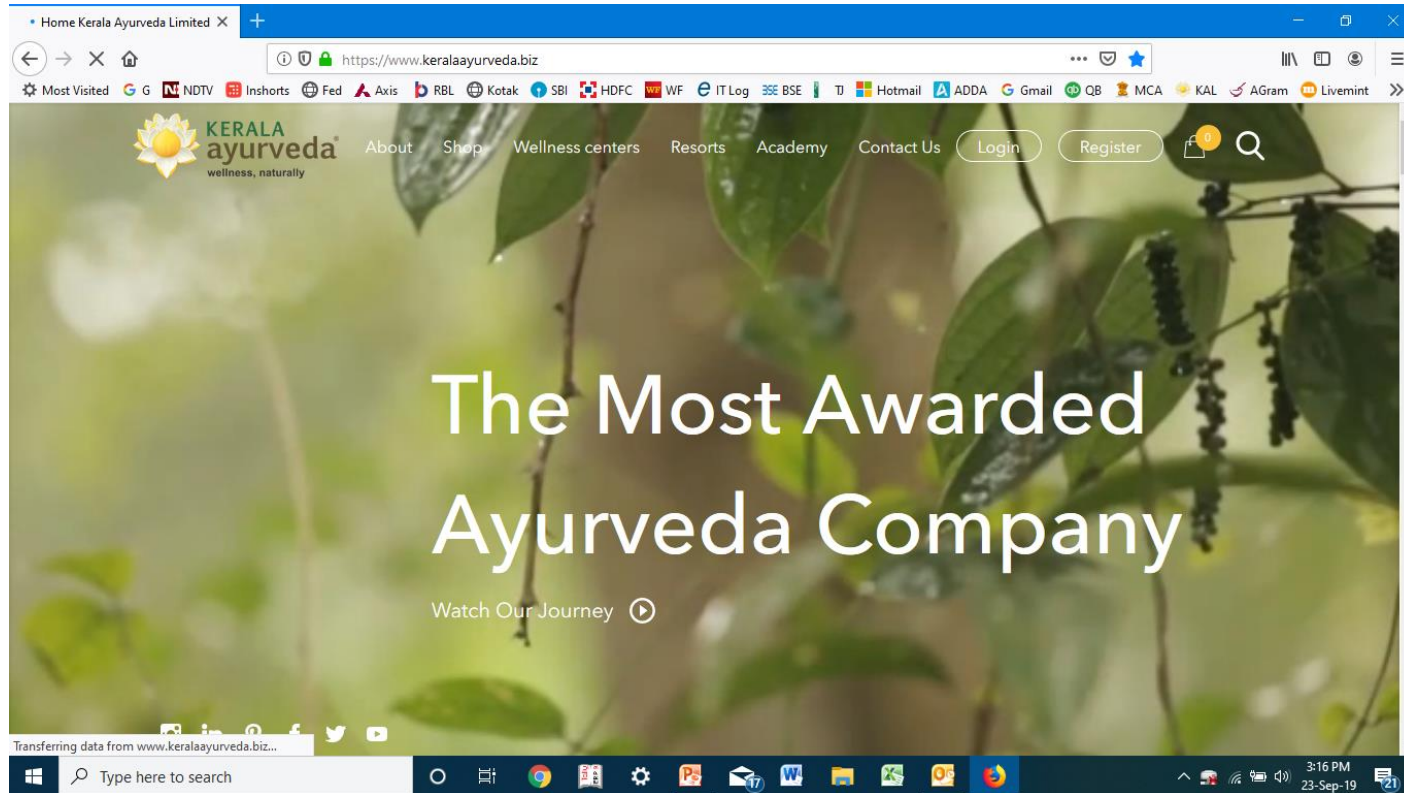 Home Kerala Ayurveda Limited
https://www.keralaayurveda.biz
Most Visited G NDTV Inshorts Fed Axis RBL Kotak SBI HDFC WF IT Log BSE TJ Hotmail ADDA Gmail QB MCA KAL AGram Livemint
KERALA
ayurveda
wellness, naturally
About Shop Wellness centers Resorts Academy Contact Us Login Register 0
The Most Awarded
Ayurveda Company
Watch Our Journey
Transferring data from www.keralaayurveda.biz...
Type here to search
17
3:16 PM
23-Sep-19
21